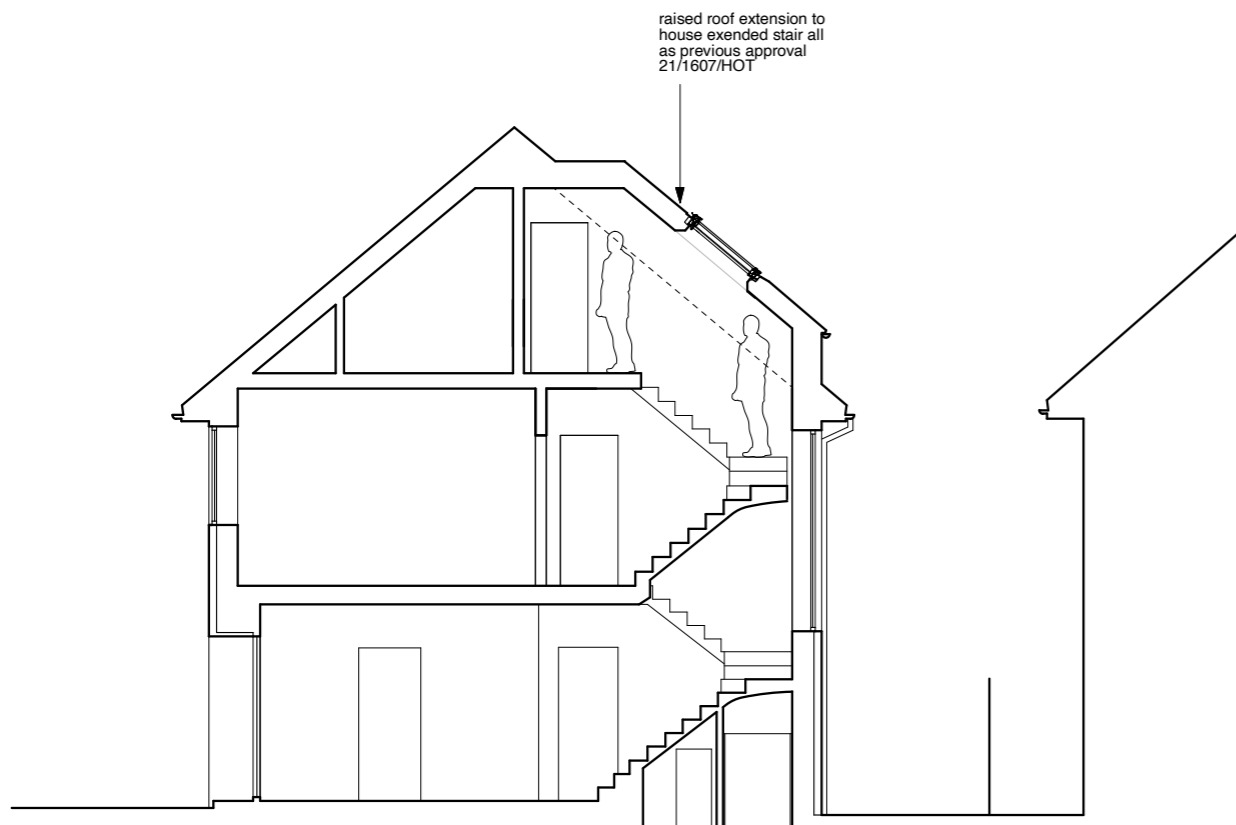 raised roof extension to
house exended stair all
as previous approval
21/1607/HOT